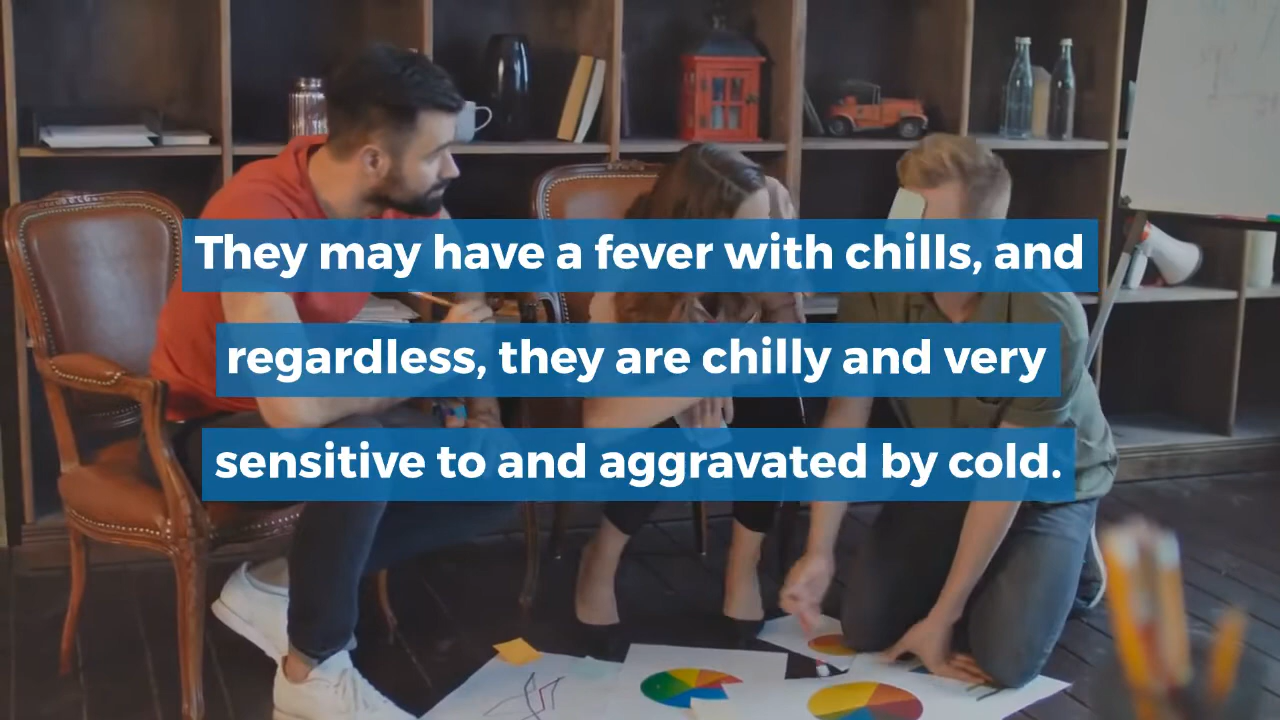 They may have a fever with chills, and
regardless, they are chilly and very
sensitive to and aggravated by cold.